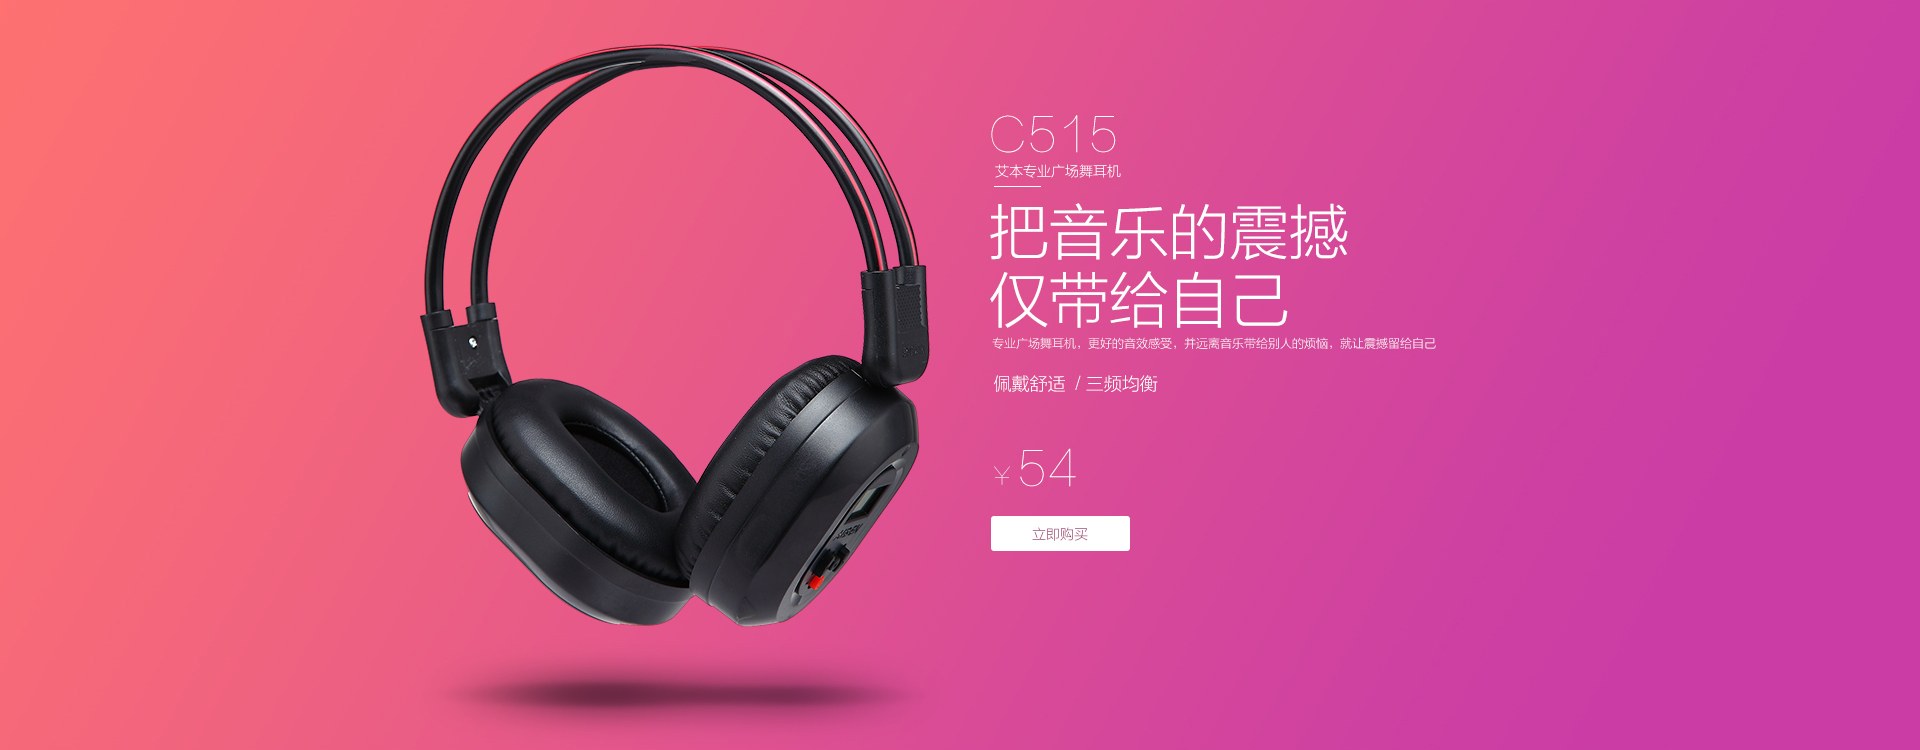 C515
艾本专业广场舞耳机
把音乐的震撼
仅带给自己
专业广场舞耳机，更好的音效感受，并远离音乐带给别人的烦恼，就让震撼留给自己
佩戴舒适 / 三频均衡
¥54
立即购买